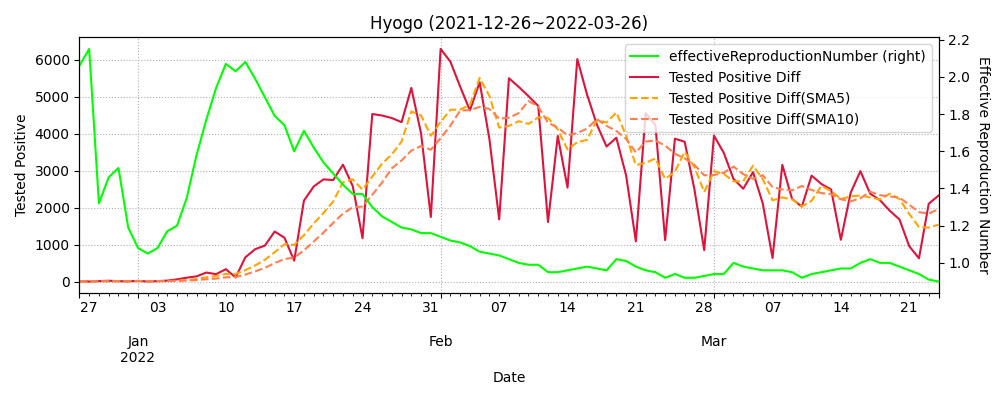 Hyogo (2021-12-26~2022-03-26)
effectiveReproductionNumber (right)
Tested Positive Diff
Tested Positive Diff(SMA5)
Tested Positive Diff(SMA10)
Tested Positive
6000
5000
4000
3000
2000
1000
0
2.2
2.0
1.8
1.6
1.4
1.2
1.0
Effective Reproduction Number
27 03 10 17 24 31 07 14 21 28 07 14 21
Jan Feb Mar
2022
Date